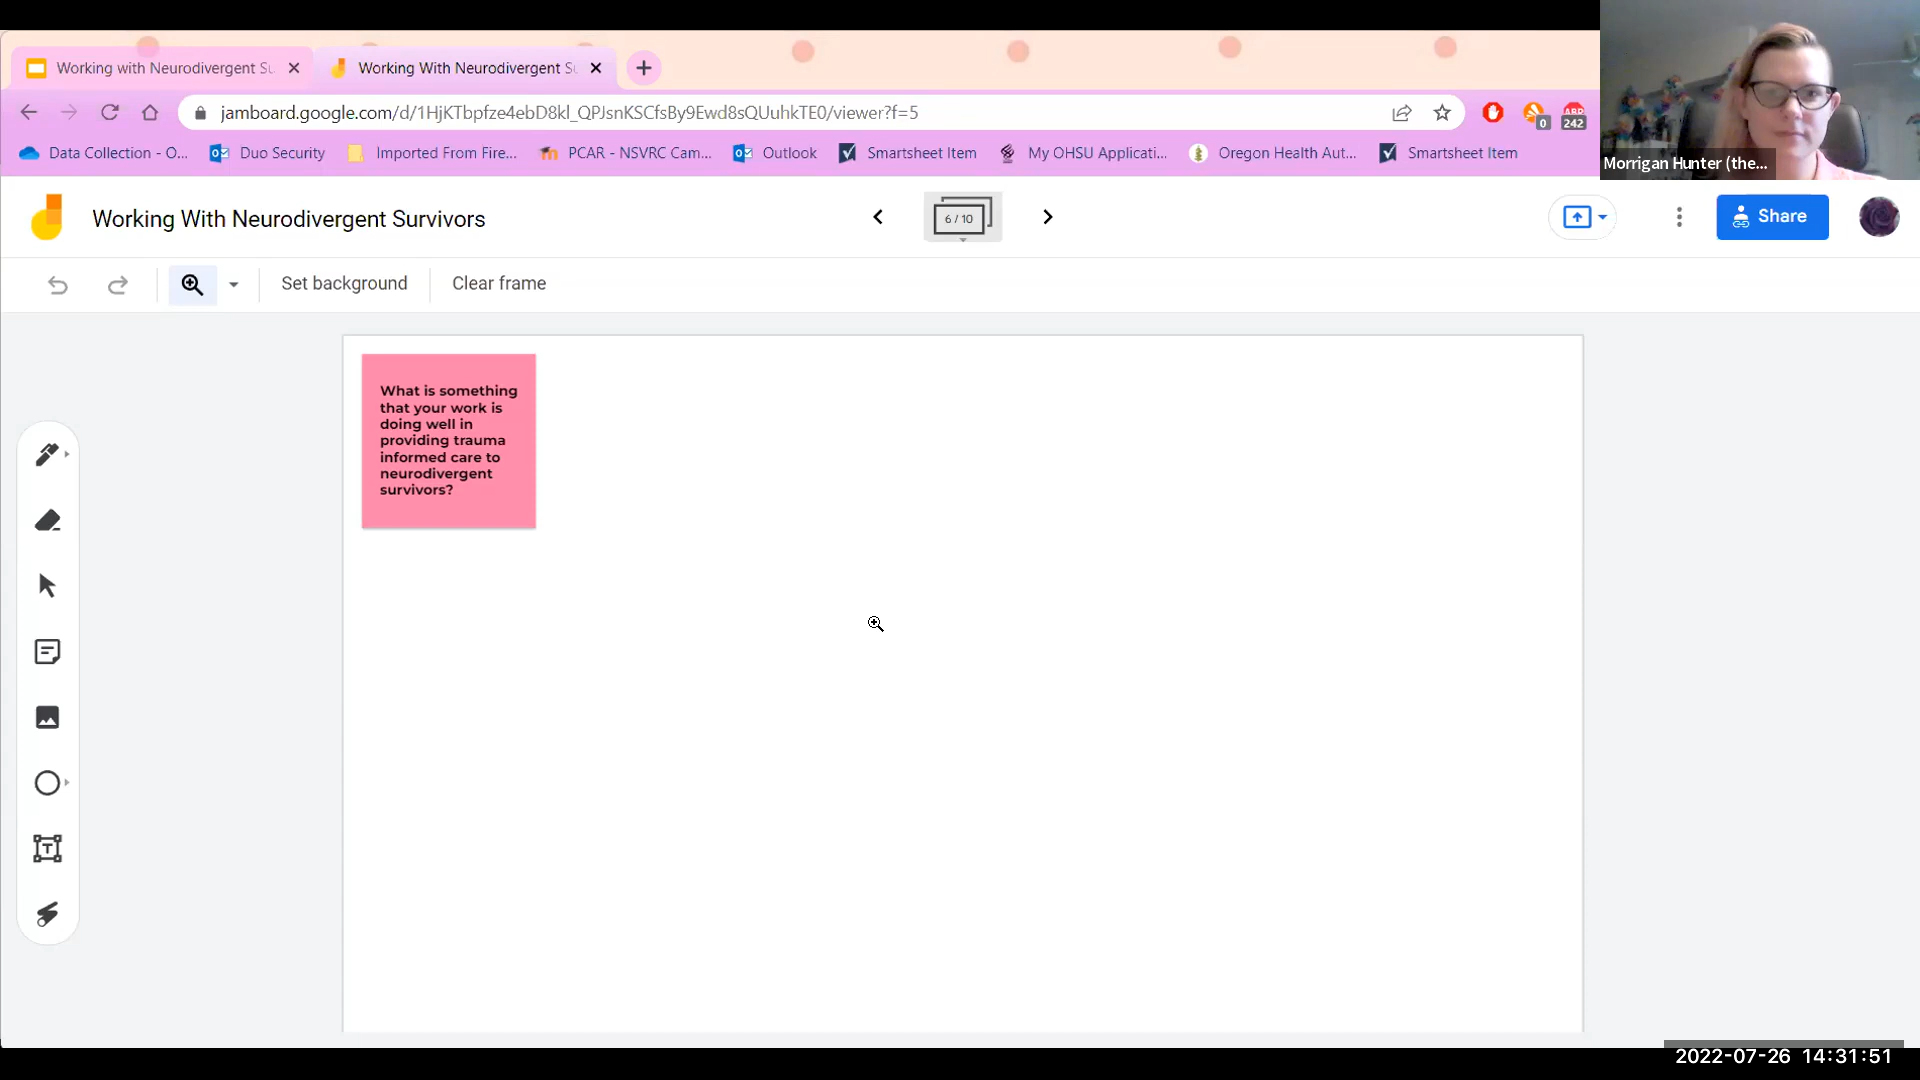 Working with Neurodivergent Su
Working With Neurodivergent Su
jamboard.google.com/d/1HjKTbpfze4ebD8kl_QPJsnKSCfsBy9Ewd8sQUuhkTE0/viewer?f=5
0
ABP
242
Data Collection - O...
Duo Security
Imported From Fire...
PCAR - NSVRC Cam...
Outlook
Smartsheet Item
My OHSU Applicati...
Oregon Health Aut...
Smartsheet Item
Morrigan Hunter (the...
Working With Neurodivergent Survivors
6 / 10
Share
Set background
Clear frame
What is something
that your work is
doing well in
providing trauma
informed care to
neurodivergent
survivors?
2022-07-26 14:31:51